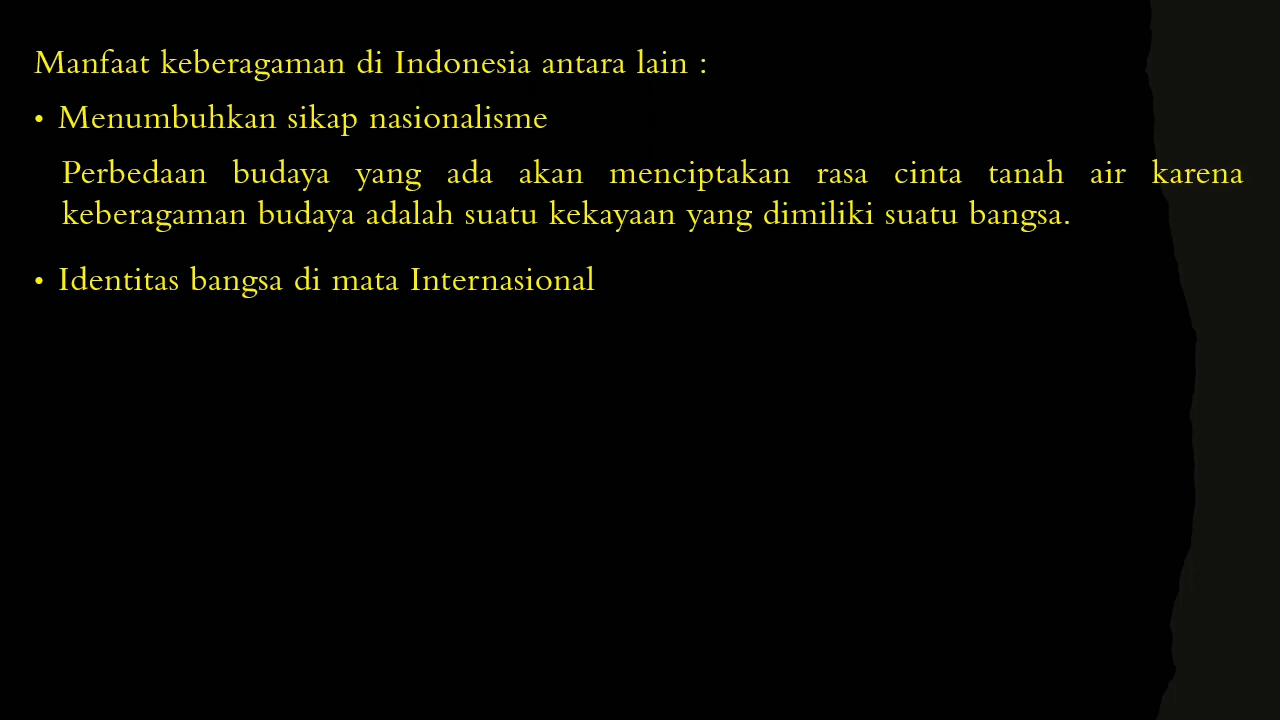 Manfaat keberagaman di Indonesia antara lain :
• Menumbuhkan sikap nasionalisme
Perbedaan budaya yang ada akan menciptakan rasa cinta tanah air karena
keberagaman budaya adalah suatu kekayaan yang dimiliki suatu bangsa.
• Identitas bangsa di mata Internasional